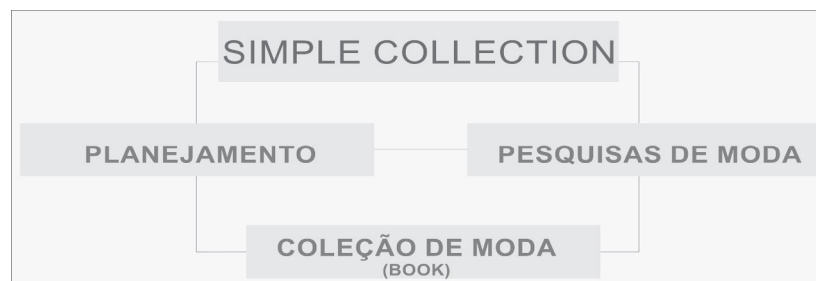 SIMPLE COLLECTION
PLANEJAMENTO
PESQUISAS DE MODA
COLEÇÃO DE MODA
(BOOK)